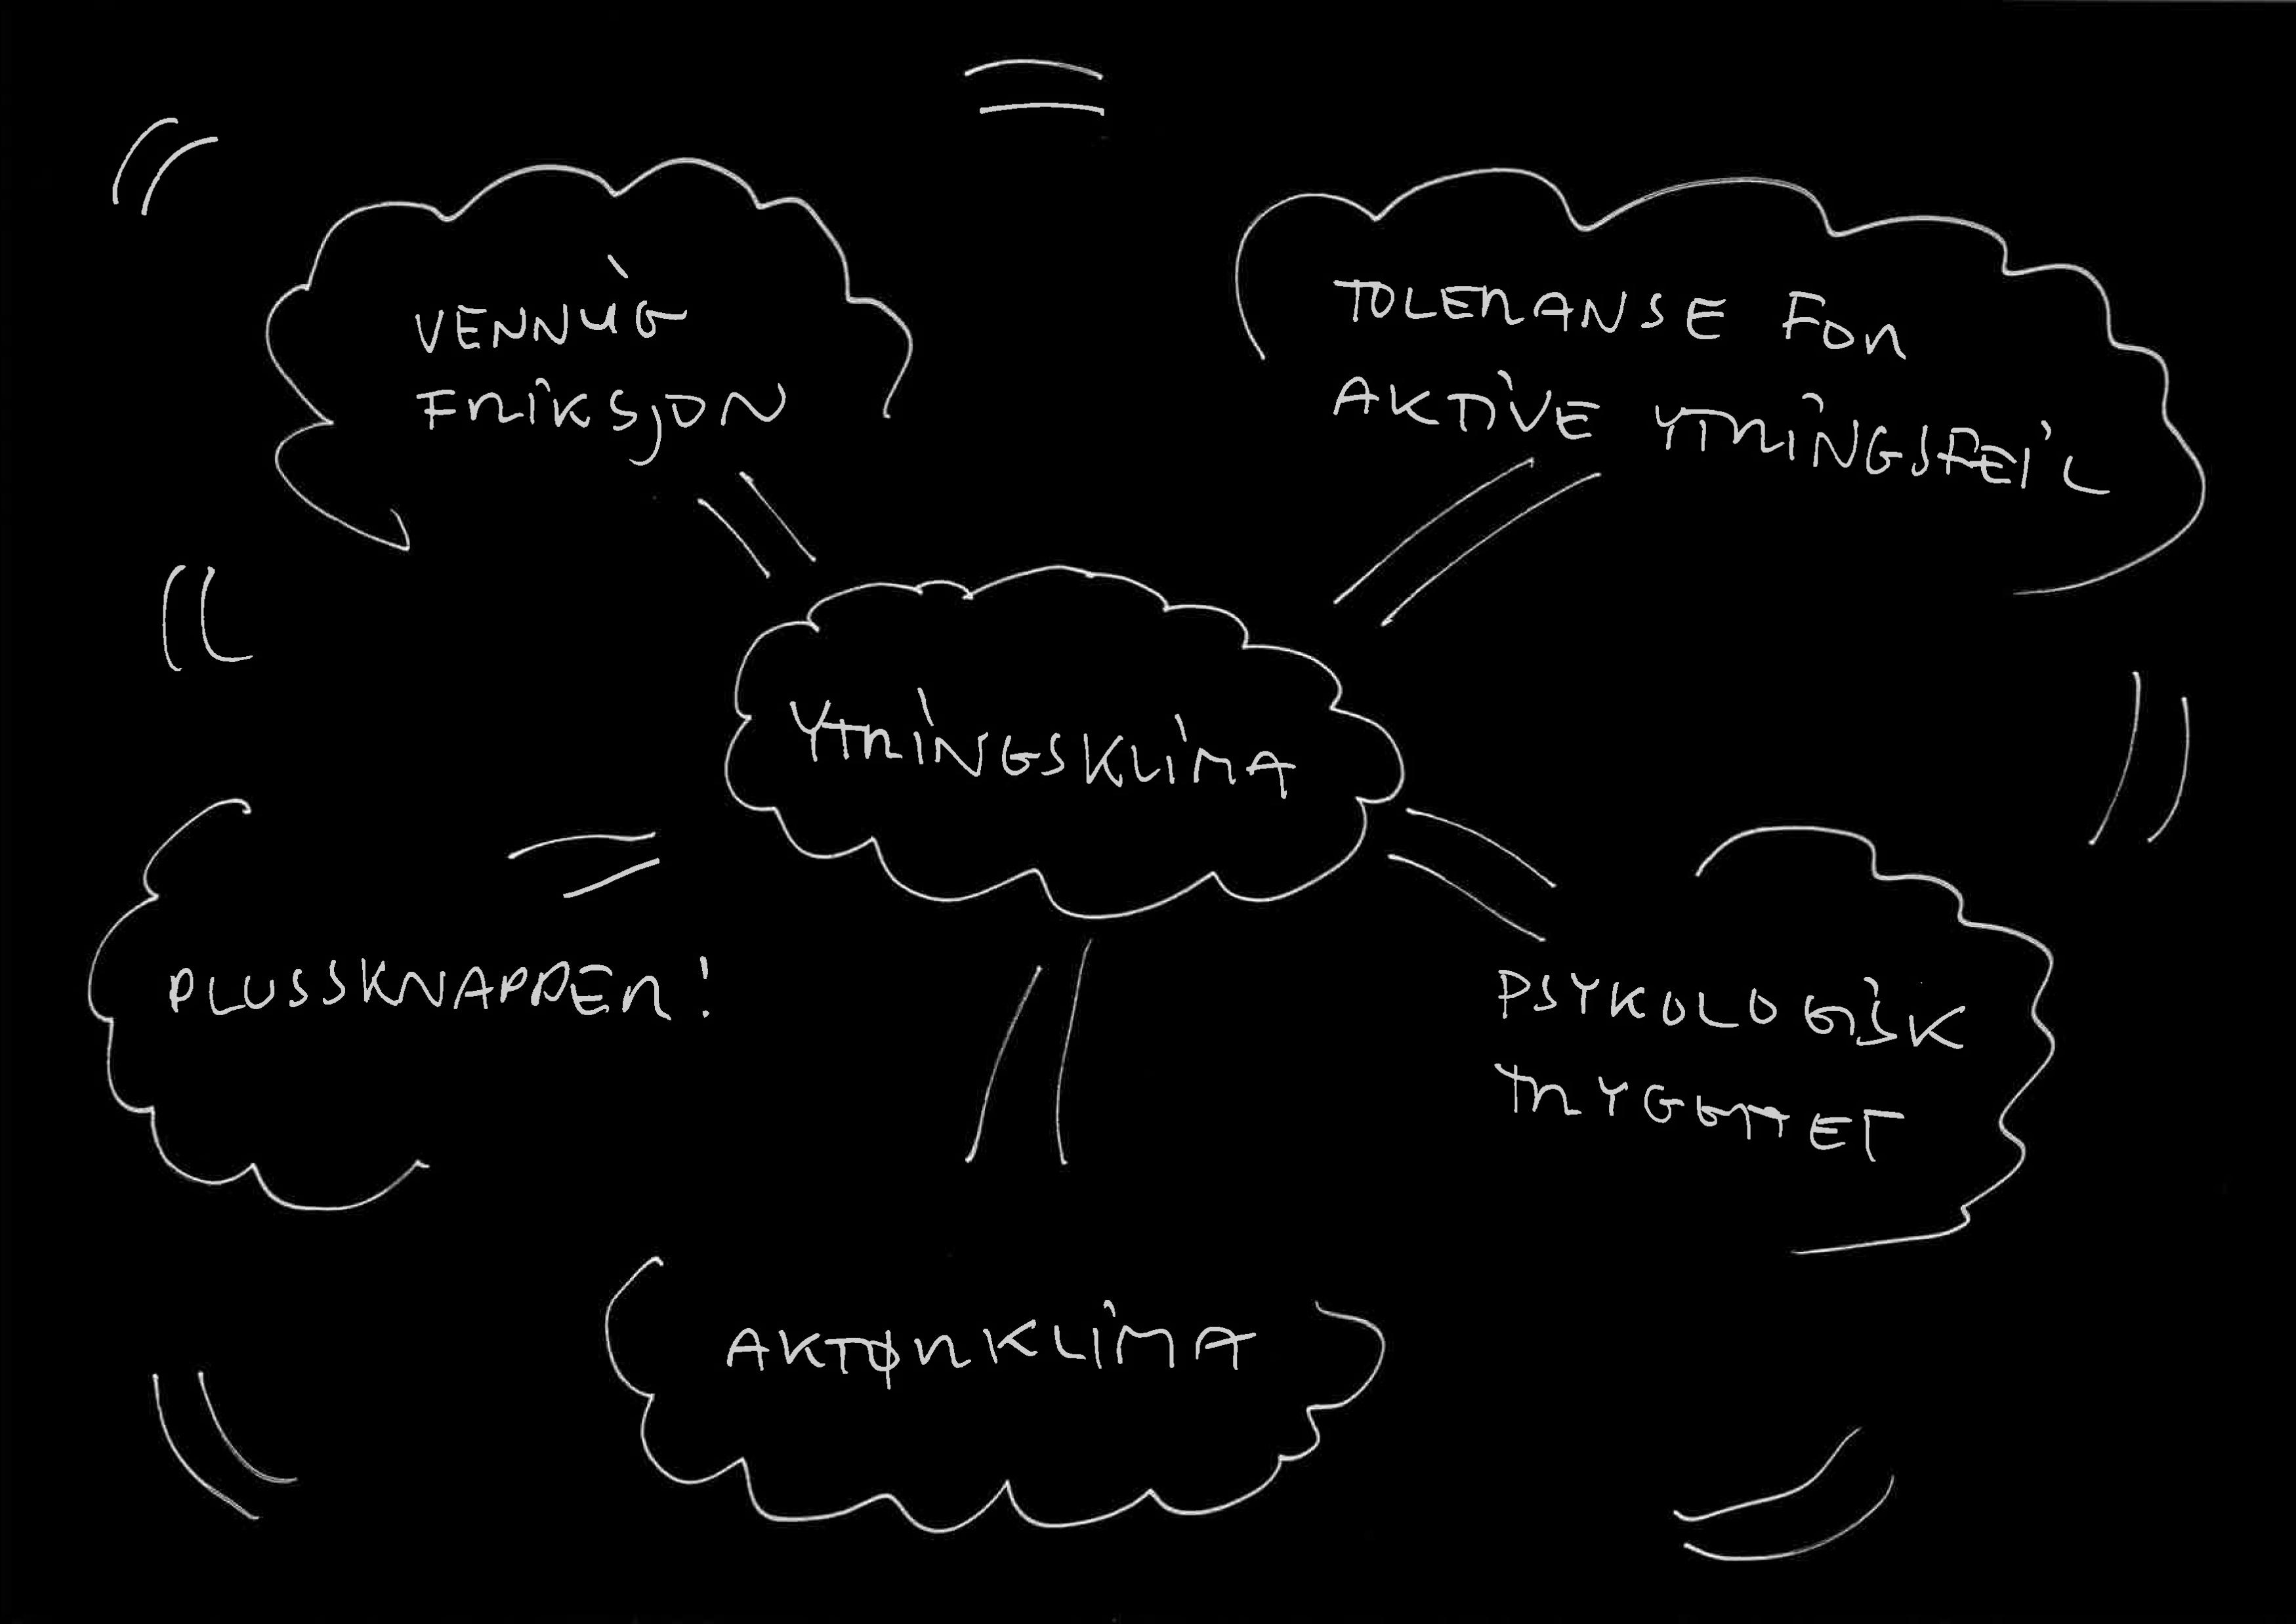 VENNLIG
FRIKSJON
TOLERANSE FOR
AKTIVE YTRINGSFEIL
YTRINGSKLIMA
PLUSSKNAPPEN!
PSYKOLOGISK
TRYGGHET
AKTØRKLIMA